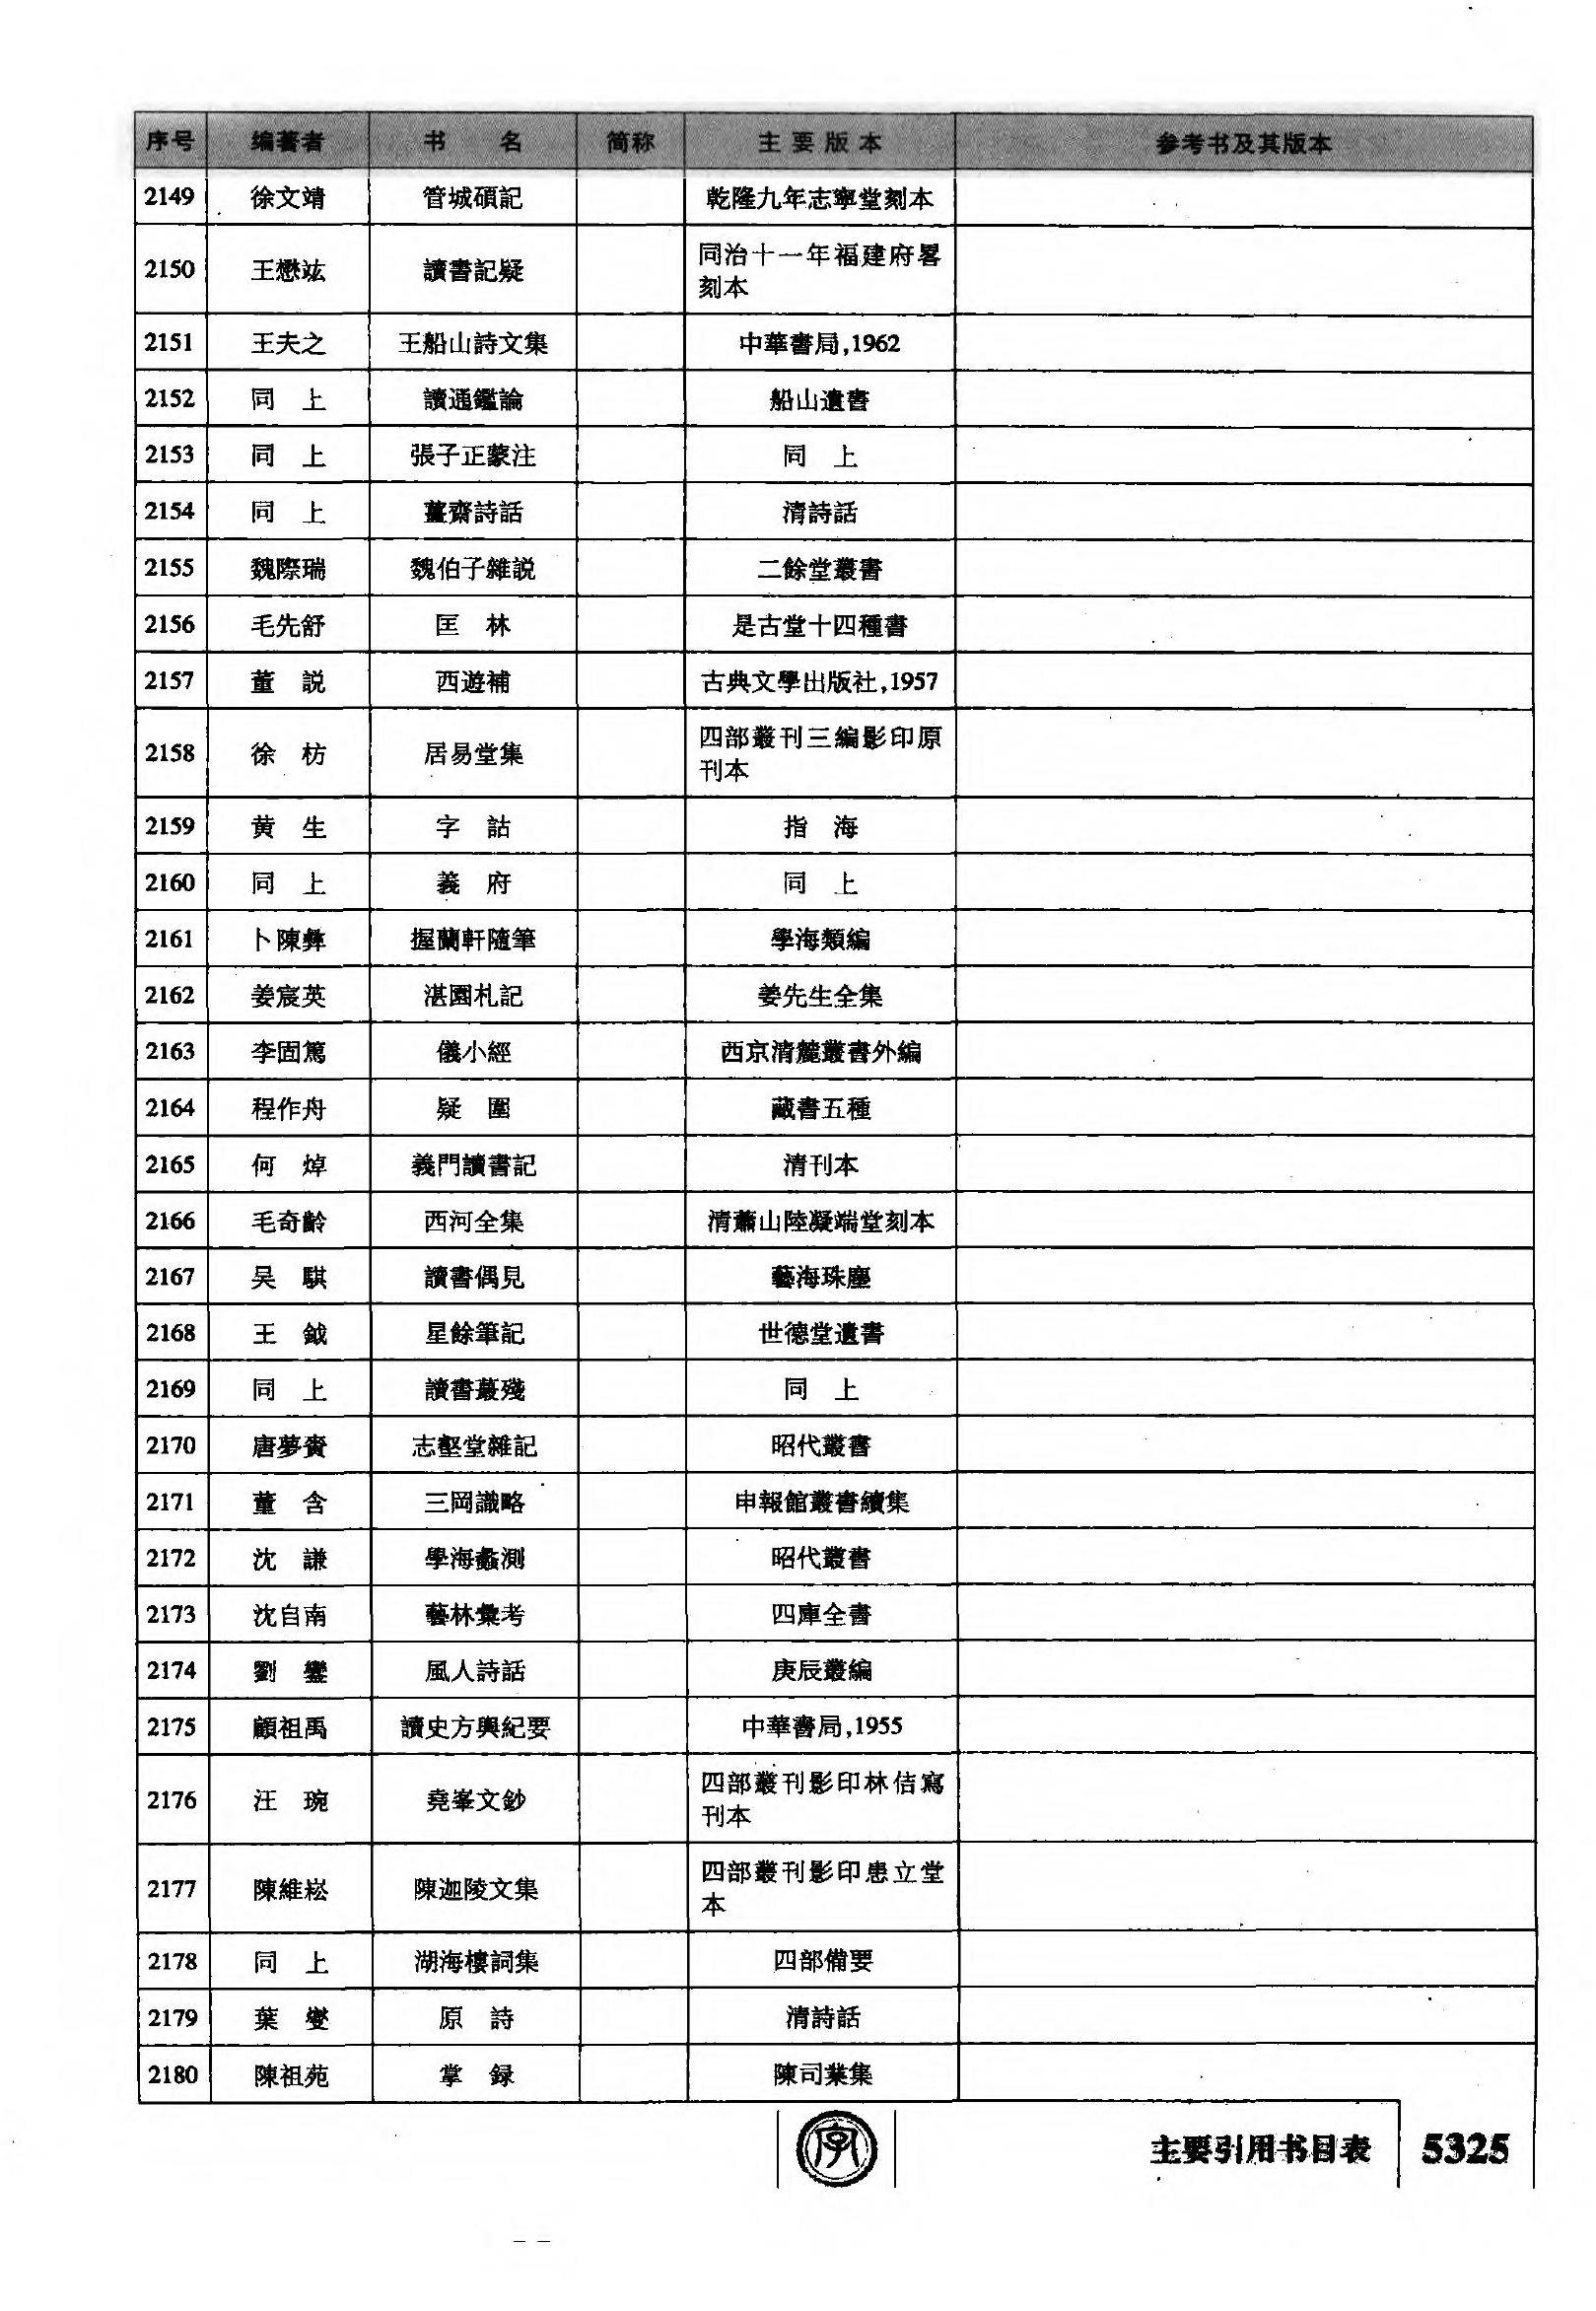 序号 编著者 书 名 简称 主要版本 参考书及其版本
2149 徐文靖 管城碩記 乾隆九年志寧堂刻本
2150 王懋竑 讀書記疑 同治十一年福建府署
刻本
2151 王夫之 王船山詩文集 中華書局,1962
2152 同 上 讀通鑑論 船山遺書
2153 同 上 張子正蒙注 同 上
2154 同 上 薑齋詩話 清詩話
2155 魏際瑞 魏伯子雜説 二餘堂叢書
2156 毛先舒 匡 林 是古堂十四種書
2157 董 説 西遊補 古典文學出版社,1957
2158 徐 枋 居易堂集 四部叢刊三編影印原
刊本
2159 黄 生 字 詁 指 海
2160 同 上 義 府 同 上
2161 卜陳彝 握蘭軒隨筆 學海類編
2162 姜宸英 湛園札記 姜先生全集
2163 李固篤 儀小經 西京清麓叢書外編
2164 程作舟 疑 團 藏書五種
2165 何 焯 義門讀書記 清刊本
2166 毛奇齡 西河全集 清蕭山陸凝端堂刻本
2167 吴 騏 讀書偶見 藝海珠塵
2168 王 鉞 星餘筆記 世德堂遺書
2169 同 上 讀書蕞殘 同 上
2170 唐夢賚 志壑堂雜記 昭代叢書
2171 董 含 三岡識略 申報館叢書續集
2172 沈 謙 學海蠡測 昭代叢書
2173 沈自南 藝林彙考 四庫全書
2174 劉 鑾 風人詩話 庚辰叢編
2175 顧祖禹 讀史方輿紀要 中華書局,1955
2176 汪 琬 堯峯文鈔 四部叢刊影印林佶寫
刊本
2177 陳維崧 陳迦陵文集 四部叢刊影印患立堂
本
2178 同 上 湖海樓詞集 四部備要
2179 葉 燮 原 詩 清詩話
2180 陳祖苑 掌 録 陳司業集
字
主要引用书目表 5325